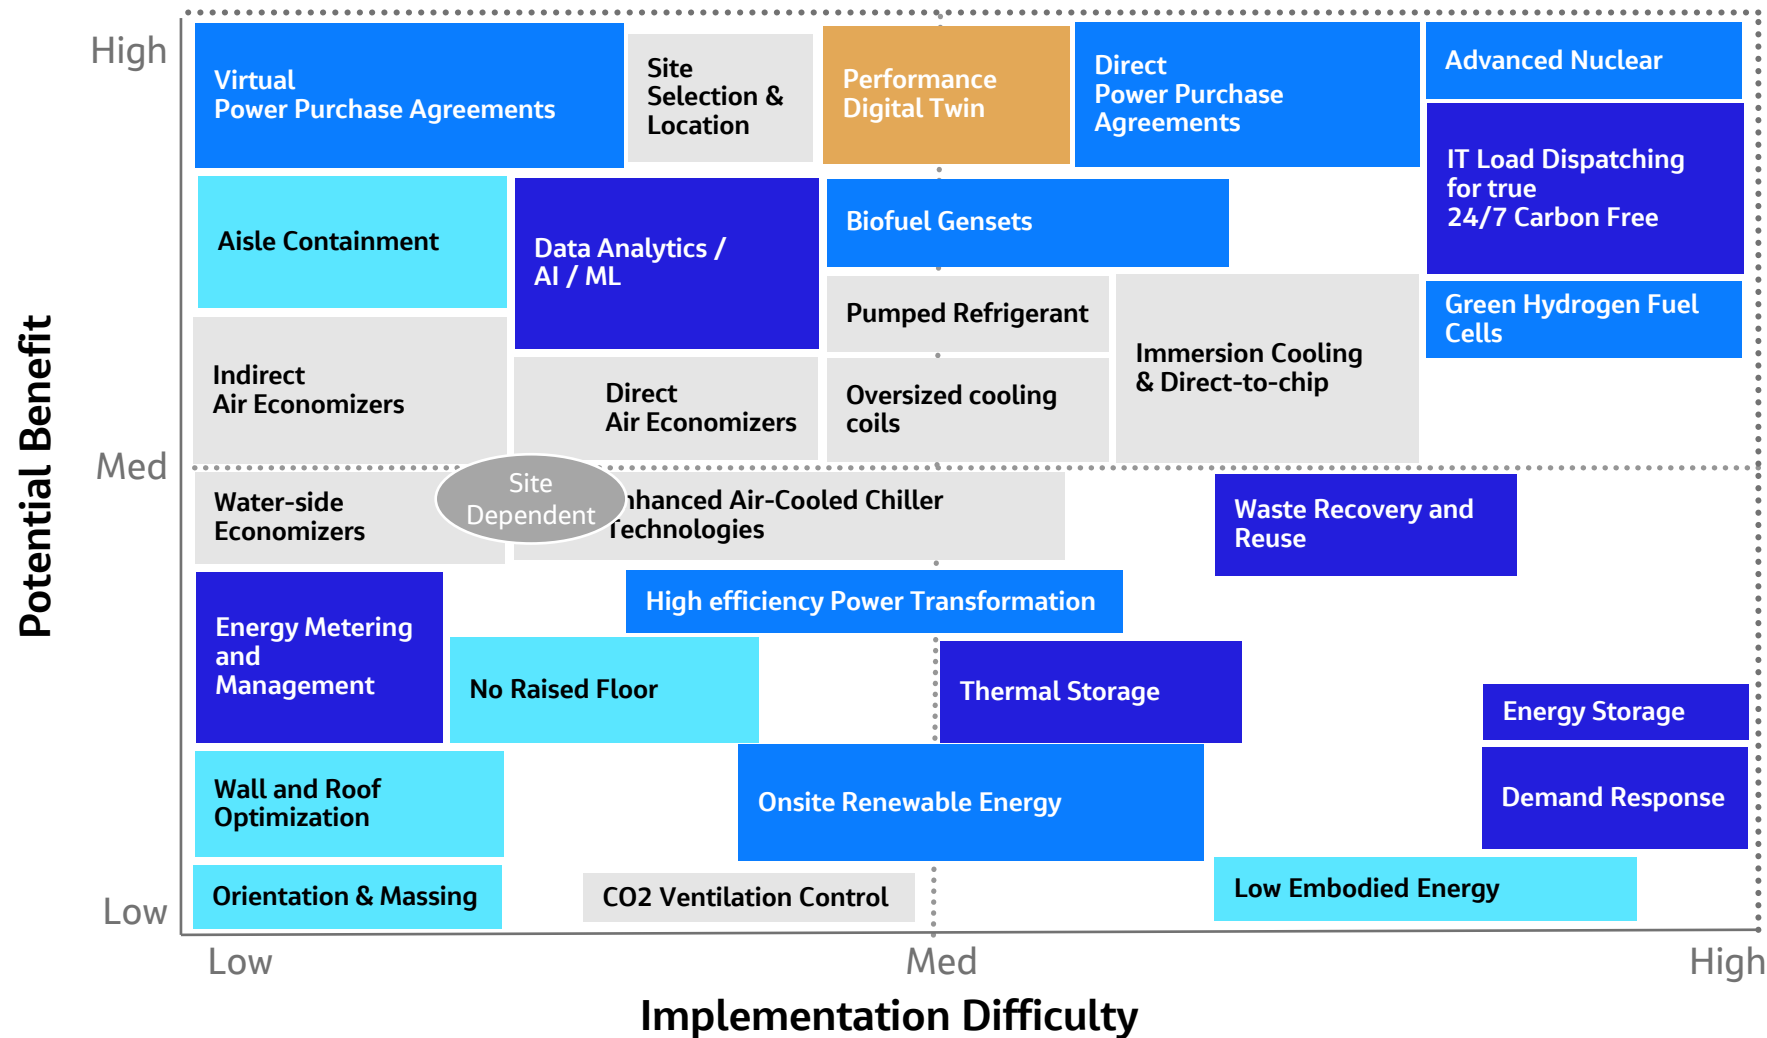 High
Virtual
Power Purchase Agreements
Site
Selection &
Location
Performance
Digital Twin
Direct
Power Purchase
Agreements
Advanced Nuclear
IT Load Dispatching
for true
24/7 Carbon Free
Aisle Containment
Data Analytics /
AI / ML
Biofuel Gensets
Pumped Refrigerant
Green Hydrogen Fuel
Cells
Indirect
Air Economizers
Direct
Air Economizers
Oversized cooling
coils
Immersion Cooling
& Direct-to-chip
Potential Benefit
Med
Water-side
Economizers
Site
Dependent
nhanced Air-Cooled Chiller
Technologies
Waste Recovery and
Reuse
Energy Metering
and
Management
High efficiency Power Transformation
No Raised Floor
Thermal Storage
Energy Storage
Wall and Roof
Optimization
Onsite Renewable Energy
Demand Response
Orientation & Massing
CO2 Ventilation Control
Low Embodied Energy
Low
Low
Med
High
Implementation Difficulty